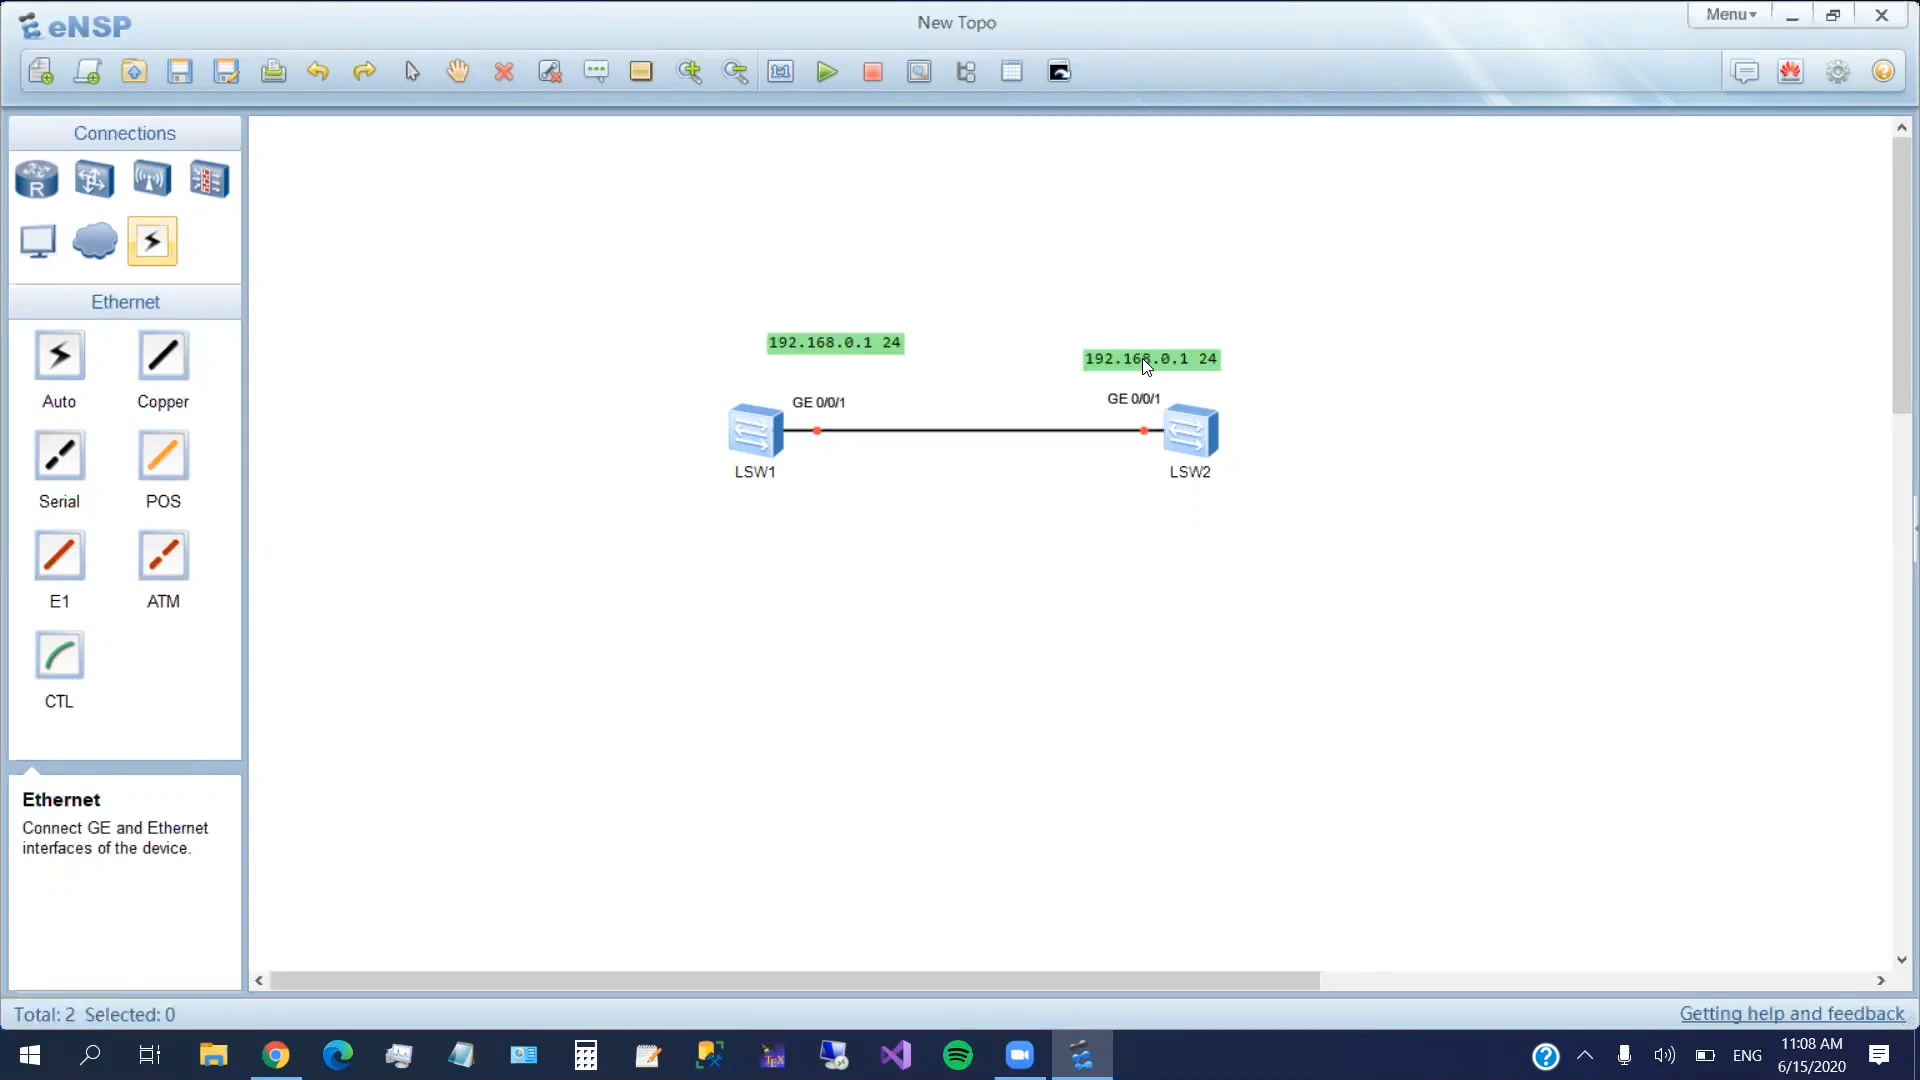 eNSP
New Topo
Menu
Connections
R
Ethernet
Auto
Copper
Serial
POS
E1
ATM
CTL
Ethernet
Connect GE and Ethernet
interfaces of the device.
192.168.0.1 24
192.168.0.1 24
GE 0/0/1
GE 0/0/1
LSW1
LSW2
Total: 2 Selected: 0
Getting help and feedback
TEX
ENG
11:08 AM
6/15/2020